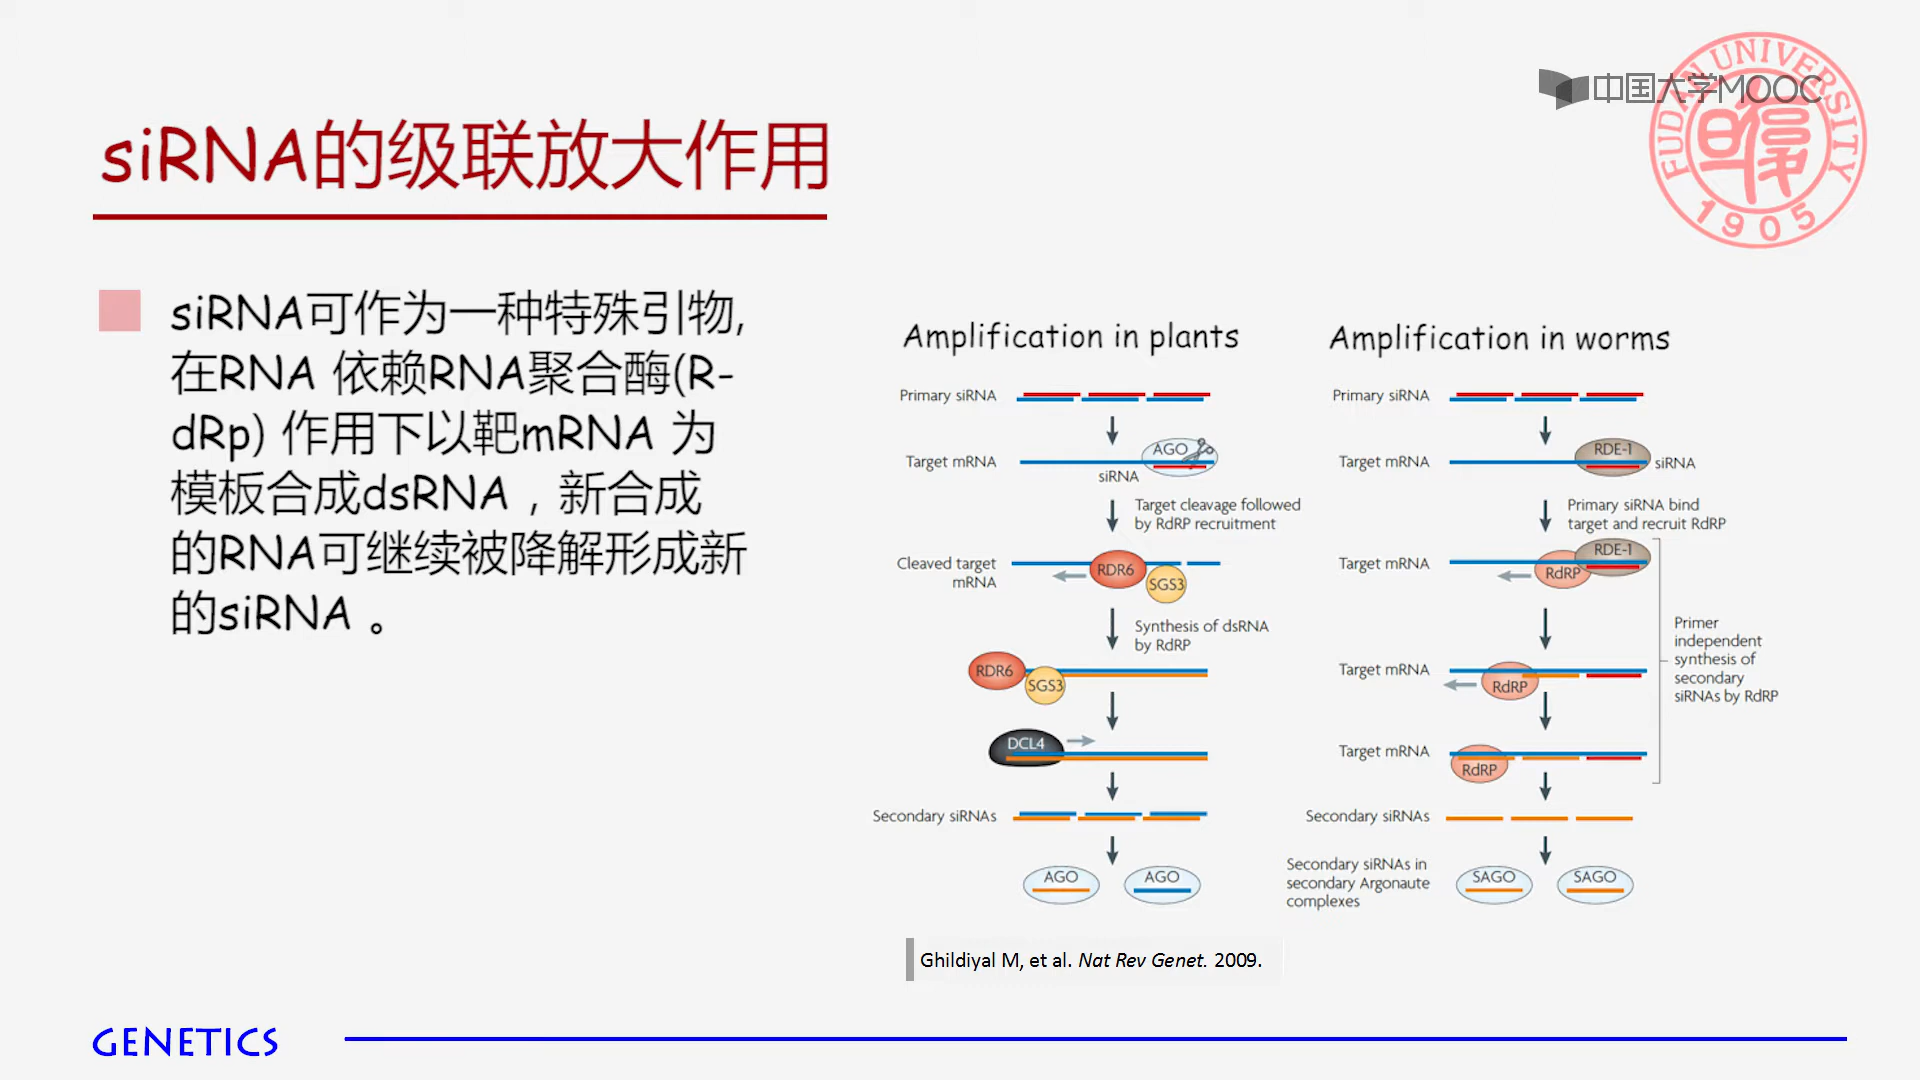 中国大学MOOC
FUDAN UNIVERSITY
1905
siRNA的级联放大作用
siRNA可作为一种特殊引物,
在RNA 依赖RNA聚合酶(R-
dRp) 作用下以靶mRNA 为
模板合成dsRNA，新合成
的RNA可继续被降解形成新
的siRNA 。
Amplification in plants
Primary siRNA
Target mRNA
AGO
siRNA
Target cleavage followed
by RdRP recruitment
Cleaved target
mRNA
RDR6
SGS3
Synthesis of dsRNA
by RdRP
RDR6
SGS3
DCL4
Secondary siRNAs
AGO
AGO
Amplification in worms
Primary siRNA
Target mRNA
RDE-1
siRNA
Primary siRNA bind
target and recruit RdRP
Target mRNA
RdRP
RDE-1
Target mRNA
RdRP
Target mRNA
RdRP
Primer
independent
synthesis of
secondary
siRNAs by RdRP
Secondary siRNAs
Secondary siRNAs in
secondary Argonaute
complexes
SAGO
SAGO
Ghildiyal M, et al. Nat Rev Genet. 2009.
GENETICS